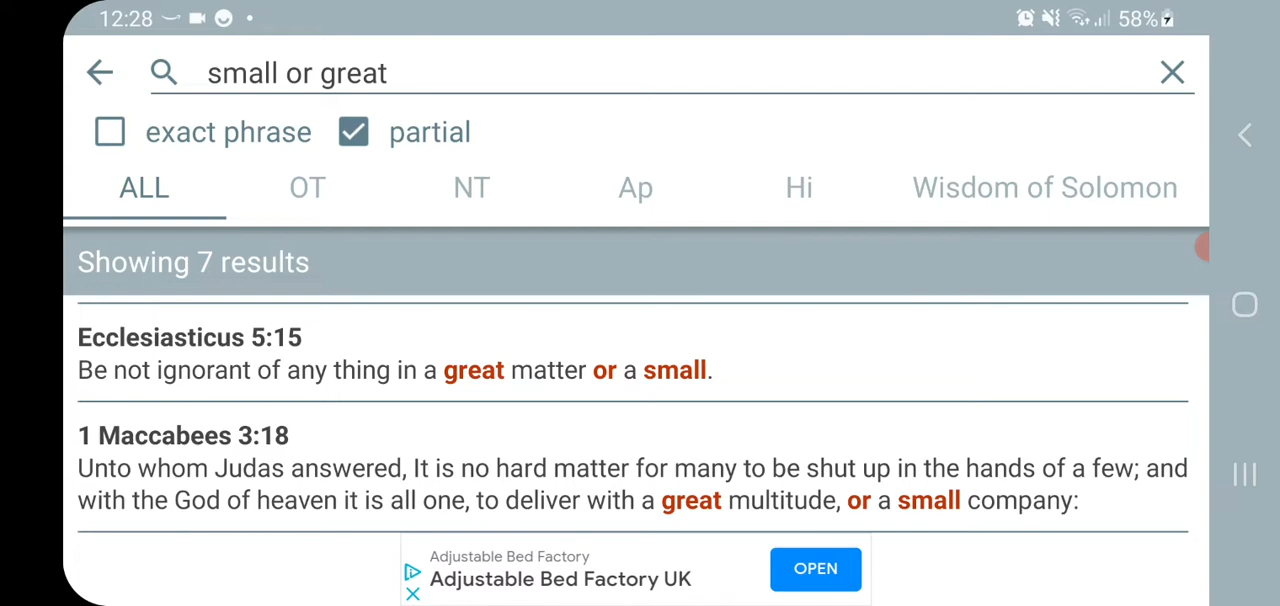 12:28
58%
small or great
exact phrase
partial
ALL
OT
NT
Ap
Hi
Wisdom of Solomon
Showing 7 results
Ecclesiasticus 5:15
Be not ignorant of any thing in a great matter or a small.
1 Maccabees 3:18
Unto whom Judas answered, It is no hard matter for many to be shut up in the hands of a few; and
with the God of heaven it is all one, to deliver with a great multitude, or a small company:
Adjustable Bed Factory
Adjustable Bed Factory UK
OPEN